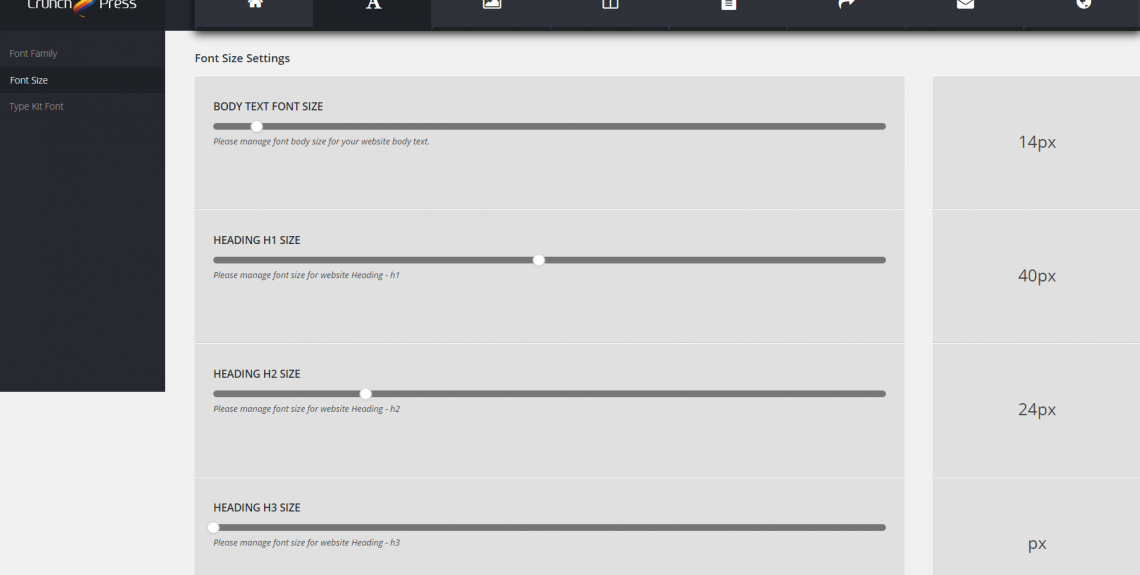 Crunch Press
Font Family
Font Size
Type Kit Font
Font Size Settings
BODY TEXT FONT SIZE
Please manage font body size for your website body text.
14px
HEADING H1 SIZE
Please manage font size for website Heading - h1
40px
HEADING H2 SIZE
Please manage font size for website Heading - h2
24px
HEADING H3 SIZE
Please manage font size for website Heading - h3
px